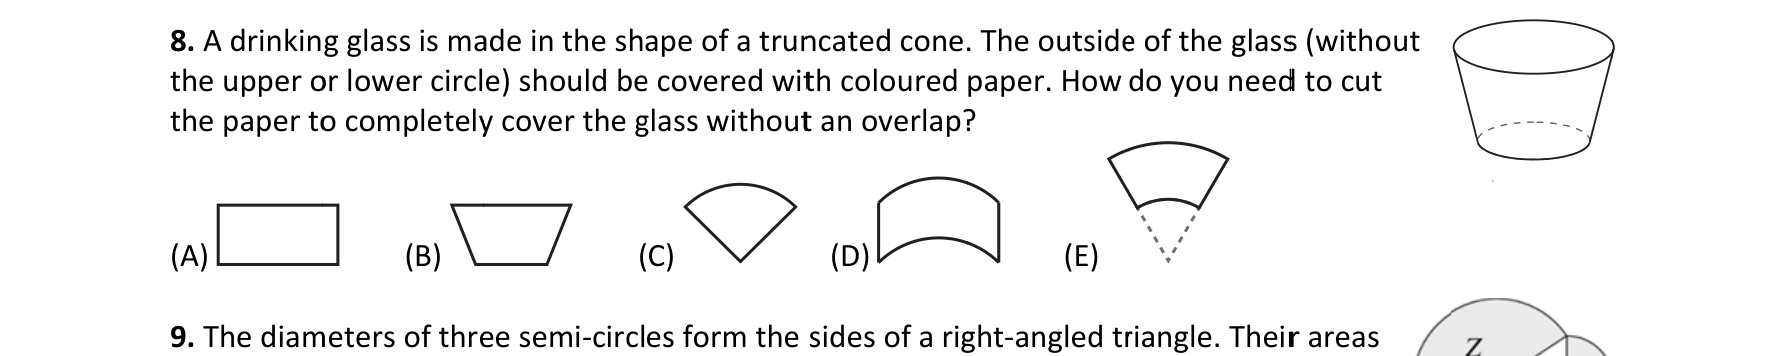 8. A drinking glass is made in the shape of a truncated cone. The outside of the glass (without
the upper or lower circle) should be covered with coloured paper. How do you need to cut
the paper to completely cover the glass without an overlap?
(A) (B) (C) (D) (E)
9. The diameters of three semi-circles form the sides of a right-angled triangle. Their areas
Z